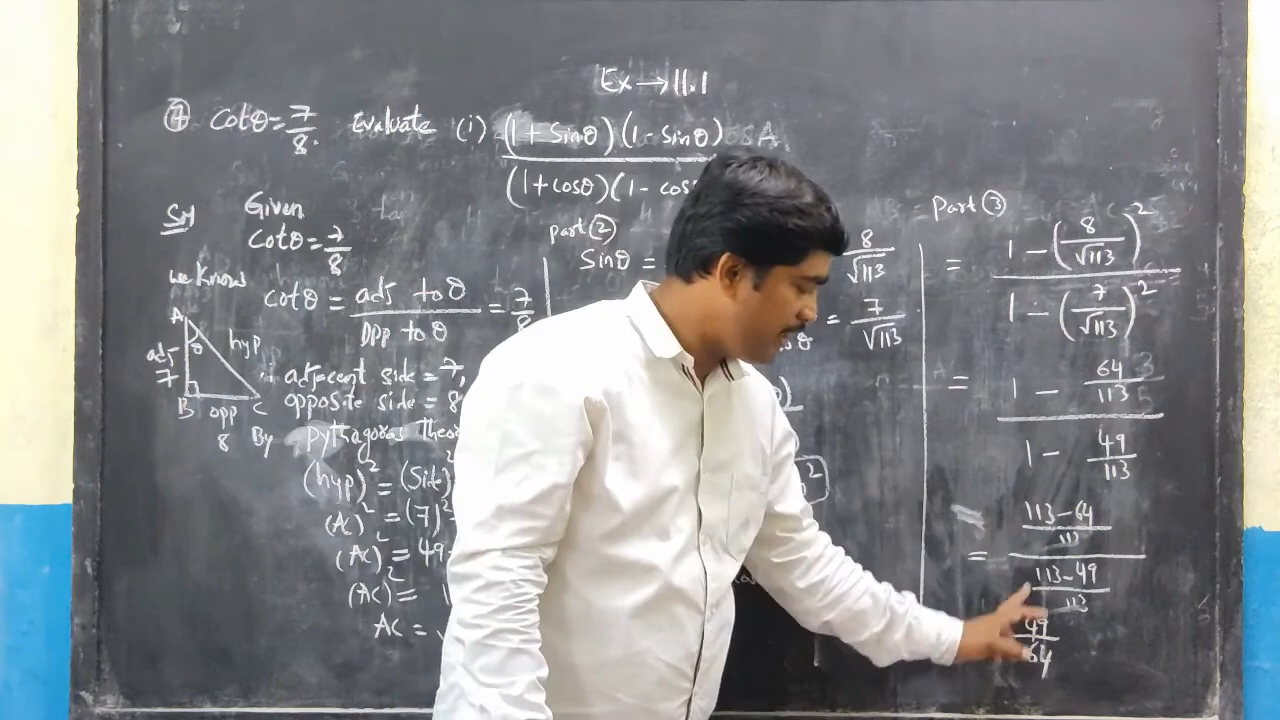 Ex → 11.1
⑦ cotθ = 7/8. Evaluate (i) (1 + Sinθ)(1 - Sinθ)
(1+cosθ)(1 - cos
Sol Given
cotθ = 7/8
we Know
cotθ = adj to θ / opp to θ = 7/8
A
θ hyp
adj
7
B opp C
8
adjacent side = 7,
opposite side = 8
By pythagoras Theor
(hyp)² = (Side)²
(AC)² = (7)²
(AC)² = 49
(AC)² = 1
AC = √
part ②
Sinθ =
8/√113
= 7/√113
part ③
= 1 - (8/√113)²
1 - (7/√113)²
= 1 - 64/113
1 - 49/113
= 113-64/113
113-49/113
49
64